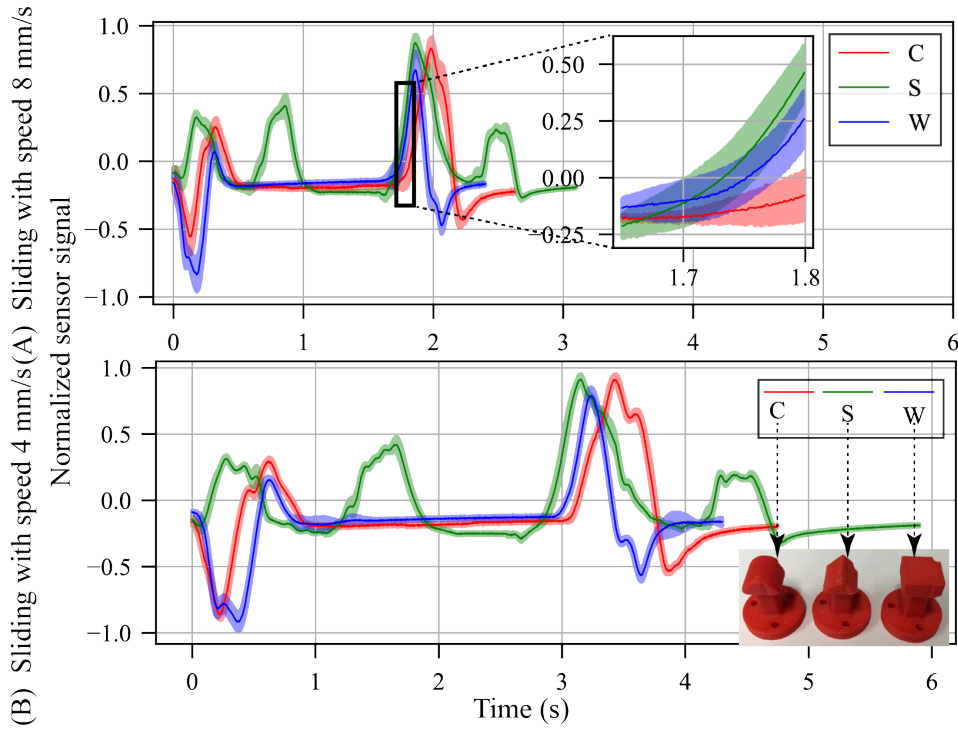 (A) Sliding with speed 8 mm/s
(B) Sliding with speed 4 mm/s
Normalized sensor signal
1.0
0.5
0.0
−0.5
−1.0
0 1 2 3 4 5 6
C
S
W
0.50
0.25
0.00
−0.25
1.7 1.8
1.0
0.5
0.0
−0.5
−1.0
C S W
0 1 2 3 4 5 6
Time (s)